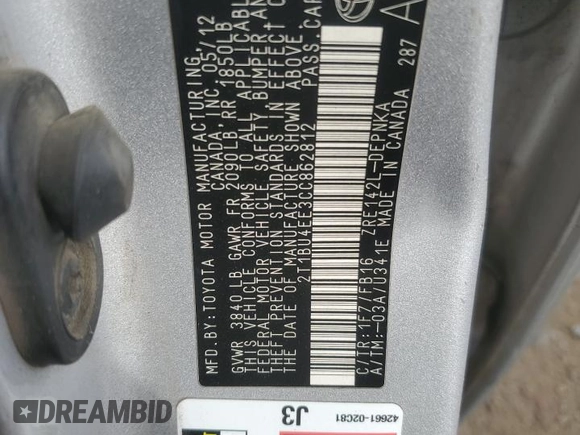 MFD. BY: TOYOTA MOTOR MANUFACTURING
CANADA, INC. 05/12
GVWR 3840LB GAWR FR 2090LB RR 1850LB
THIS VEHICLE CONFORMS TO ALL APPLICABLE
FEDERAL MOTOR VEHICLE SAFETY BUMPER AND
THEFT PREVENTION STANDARDS IN EFFECT
THE DATE OF MANUFACTURE SHOWN ABOVE.
2T1BU4EE3CC862812 PASS. CAR
C/TR: 1F7/FB16 ZRE142L-DEPNKA
A/TM: -03A/U341E MADE IN CANADA 287
A
J3
42661-02C81
DREAMBID